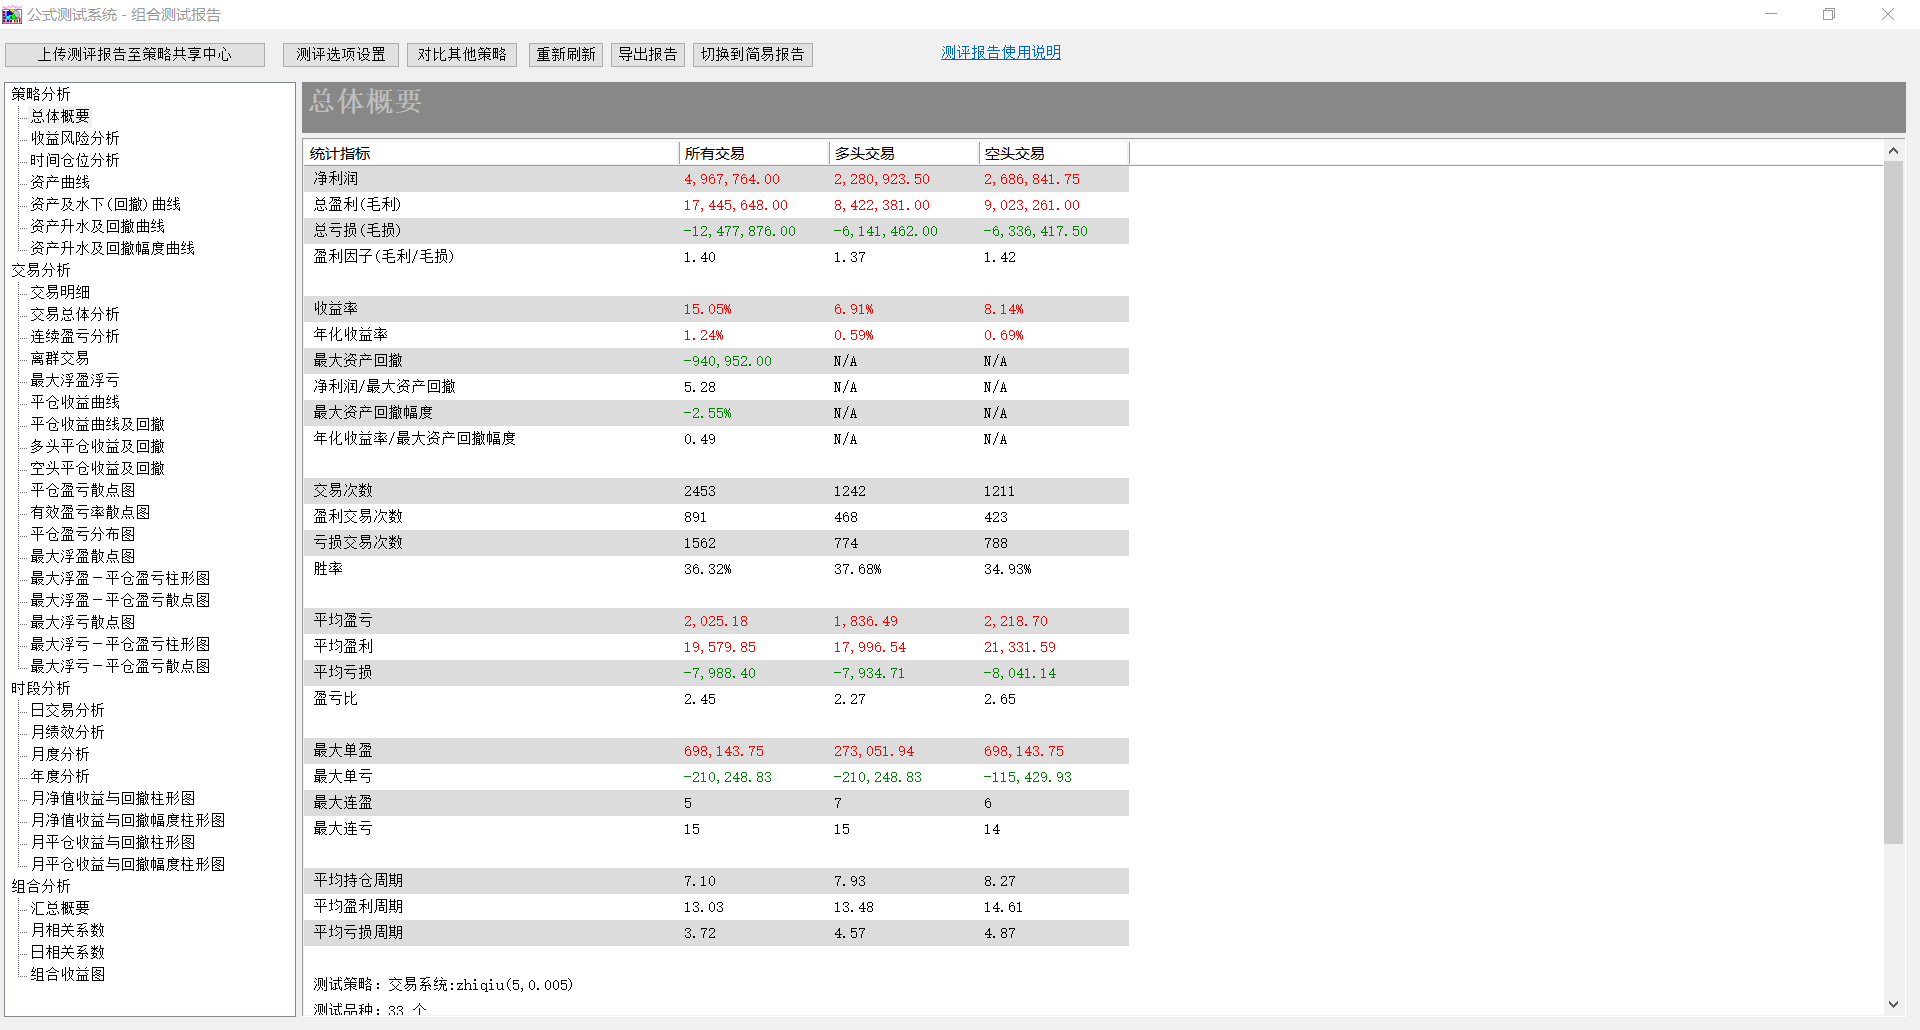 公式测试系统 - 组合测试报告
上传测评报告至策略共享中心 测评选项设置 对比其他策略 重新刷新 导出报告 切换到简易报告 测评报告使用说明
策略分析
总体概要
收益风险分析
时间仓位分析
资产曲线
资产及水下(回撤)曲线
资产升水及回撤曲线
资产升水及回撤幅度曲线
交易分析
交易明细
交易总体分析
连续盈亏分析
离群交易
最大浮盈浮亏
平仓收益曲线
平仓收益曲线及回撤
多头平仓收益及回撤
空头平仓收益及回撤
平仓盈亏散点图
有效盈亏率散点图
平仓盈亏分布图
最大浮盈散点图
最大浮盈－平仓盈亏柱形图
最大浮盈－平仓盈亏散点图
最大浮亏散点图
最大浮亏－平仓盈亏柱形图
最大浮亏－平仓盈亏散点图
时段分析
日交易分析
月绩效分析
月度分析
年度分析
月净值收益与回撤柱形图
月净值收益与回撤幅度柱形图
月平仓收益与回撤柱形图
月平仓收益与回撤幅度柱形图
组合分析
汇总概要
月相关系数
日相关系数
组合收益图
总体概要
统计指标 所有交易 多头交易 空头交易
净利润 4,967,764.00 2,280,923.50 2,686,841.75
总盈利(毛利) 17,445,648.00 8,422,381.00 9,023,261.00
总亏损(毛损) -12,477,876.00 -6,141,462.00 -6,336,417.50
盈利因子(毛利/毛损) 1.40 1.37 1.42
收益率 15.05% 6.91% 8.14%
年化收益率 1.24% 0.59% 0.69%
最大资产回撤 -940,952.00 N/A N/A
净利润/最大资产回撤 5.28 N/A N/A
最大资产回撤幅度 -2.55% N/A N/A
年化收益率/最大资产回撤幅度 0.49 N/A N/A
交易次数 2453 1242 1211
盈利交易次数 891 468 423
亏损交易次数 1562 774 788
胜率 36.32% 37.68% 34.93%
平均盈亏 2,025.18 1,836.49 2,218.70
平均盈利 19,579.85 17,996.54 21,331.59
平均亏损 -7,988.40 -7,934.71 -8,041.14
盈亏比 2.45 2.27 2.65
最大单盈 698,143.75 273,051.94 698,143.75
最大单亏 -210,248.83 -210,248.83 -115,429.93
最大连盈 5 7 6
最大连亏 15 15 14
平均持仓周期 7.10 7.93 8.27
平均盈利周期 13.03 13.48 14.61
平均亏损周期 3.72 4.57 4.87
测试策略：交易系统:zhiqiu(5,0.005)
测试品种：33 个